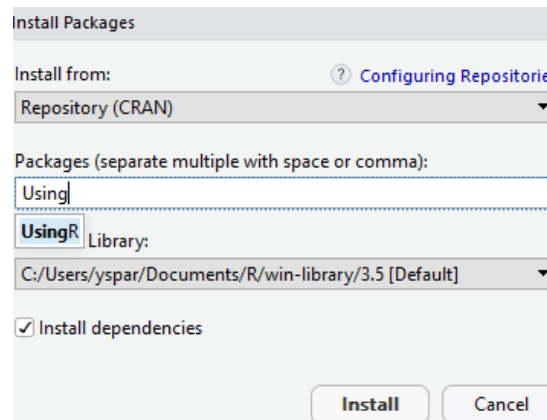 Install Packages
Install from:
? Configuring Repositorie
Repository (CRAN)
Packages (separate multiple with space or comma):
Using
UsingR
Library:
C:/Users/yspar/Documents/R/win-library/3.5 [Default]
Install dependencies
Install Cancel